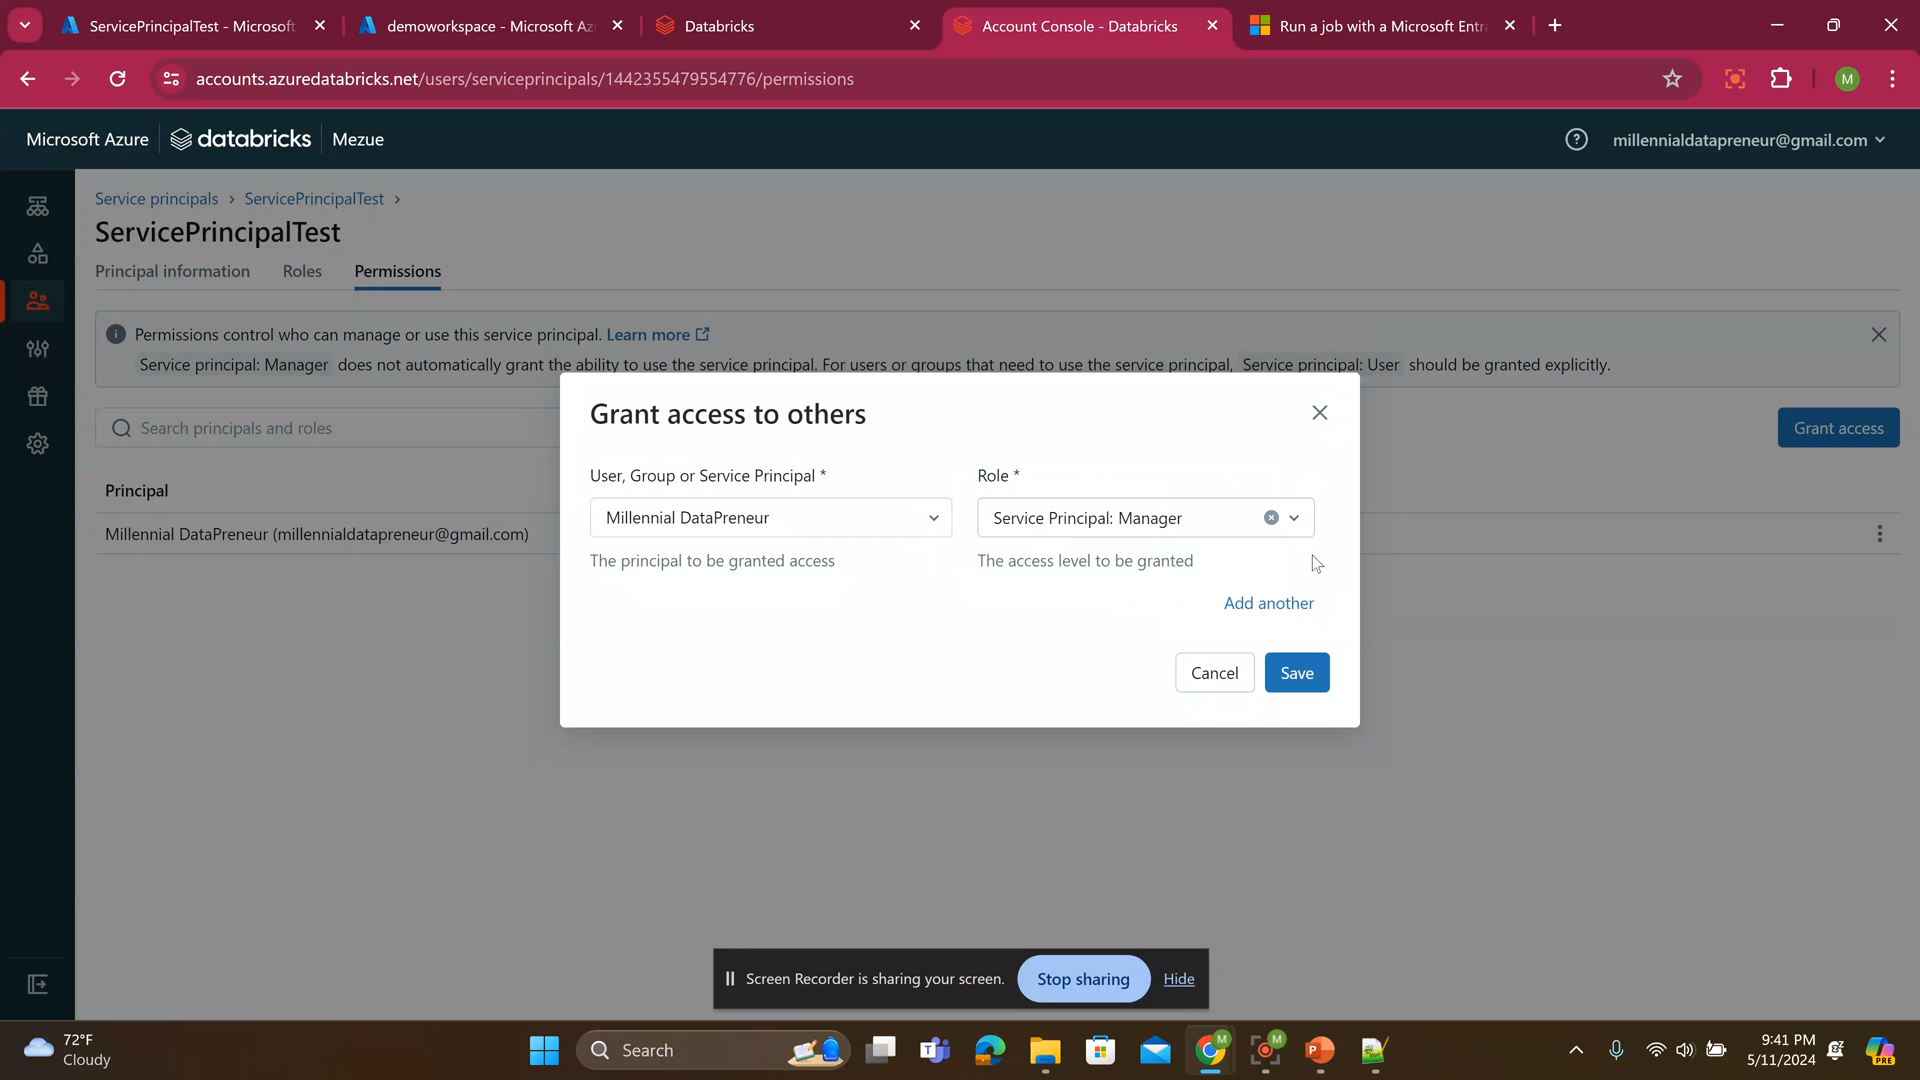 ServicePrincipalTest - Microsoft
demoworkspace - Microsoft Az
Databricks
Account Console - Databricks
Run a job with a Microsoft Entra
accounts.azuredatabricks.net/users/serviceprincipals/1442355479554776/permissions
M
Microsoft Azure
databricks
Mezue
millennialdatapreneur@gmail.com
Service principals › ServicePrincipalTest ›
ServicePrincipalTest
Principal information
Roles
Permissions
Permissions control who can manage or use this service principal. Learn more
Service principal: Manager does not automatically grant the ability to use the service principal. For users or groups that need to use the service principal, Service principal: User should be granted explicitly.
Search principals and roles
Grant access
Principal
Millennial DataPreneur (millennialdatapreneur@gmail.com)
Grant access to others
User, Group or Service Principal *
Role *
Millennial DataPreneur
Service Principal: Manager
The principal to be granted access
The access level to be granted
Add another
Cancel
Save
Screen Recorder is sharing your screen.
Stop sharing
Hide
72°F
Cloudy
Search
M
M
9:41 PM
5/11/2024
PRE